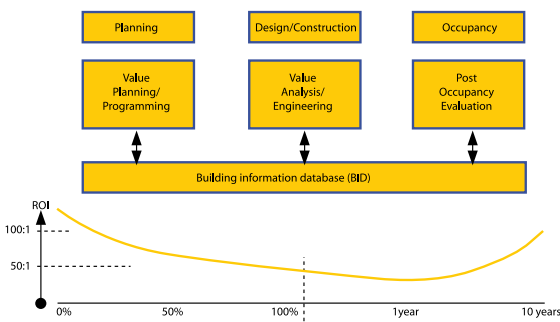 Planning
Design/Construction
Occupancy
Value
Planning/
Programming
Value
Analysis/
Engineering
Post
Occupancy
Evaluation
Building information database (BID)
ROI
100:1
50:1
0%
50%
100%
1year
10 years